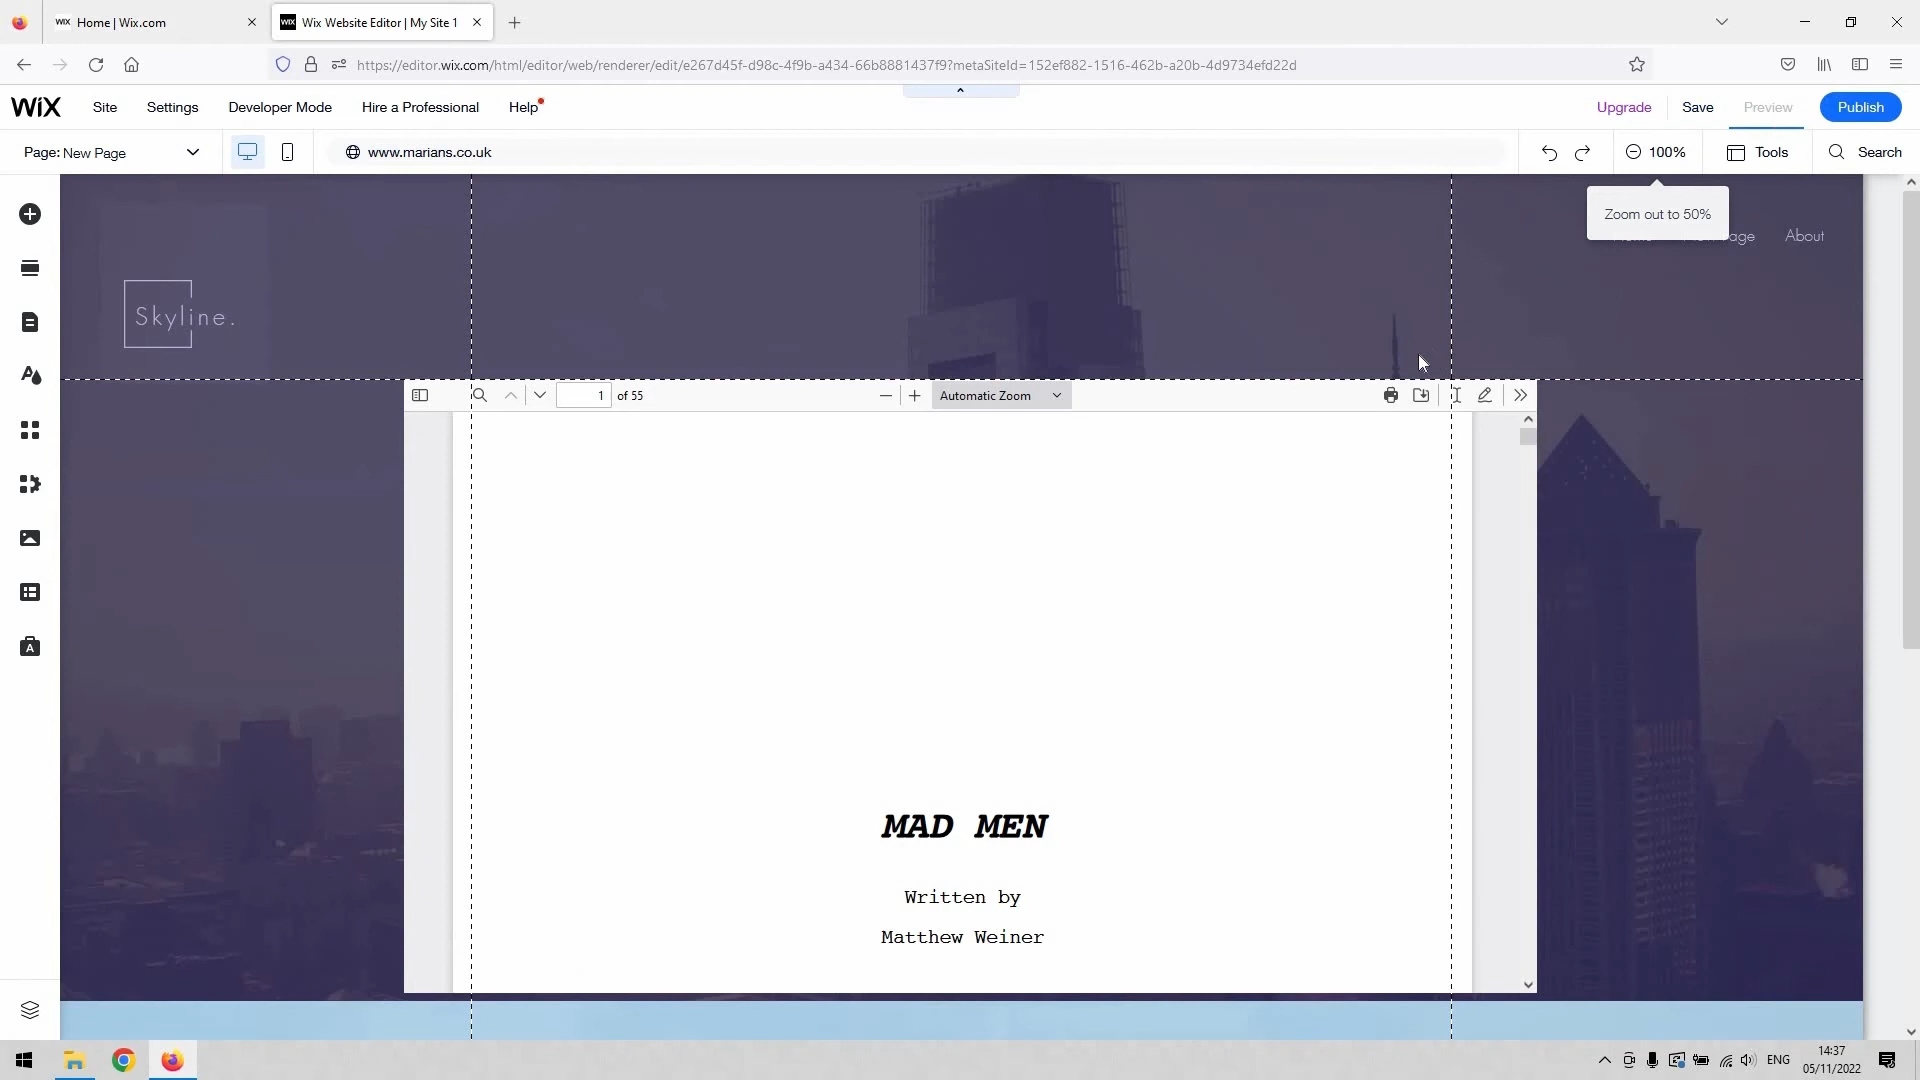 Home | Wix.com
Wix Website Editor | My Site 1
https://editor.wix.com/html/editor/web/renderer/edit/e267d45f-d98c-4f9b-a434-66b8881437f9?metaSiteId=152ef882-1516-462b-a20b-4d9734efd22d
WiX Site Settings Developer Mode Hire a Professional Help Upgrade Save Preview Publish
Page: New Page www.marians.co.uk 100% Tools Search
Zoom out to 50%
About
Skyline.
1 of 55 Automatic Zoom
MAD MEN
Written by
Matthew Weiner
ENG 14:37
05/11/2022